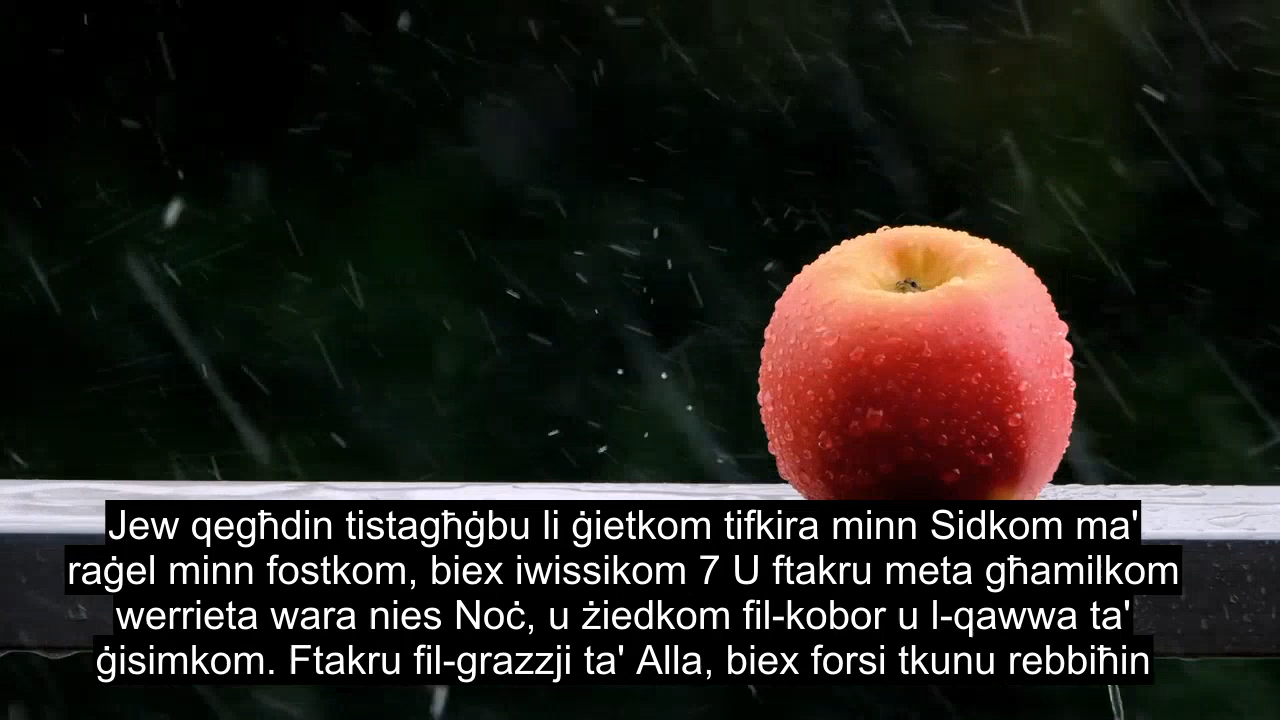 Jew qegħdin tistagħġbu li ġietkom tifkira minn Sidkom ma'
raġel minn fostkom, biex iwissikom 7 U ftakru meta għamilkom
werrieta wara nies Noċ, u żiedkom fil-kobor u l-qawwa ta'
ġisimkom. Ftakru fil-grazzji ta' Alla, biex forsi tkunu rebbiħin